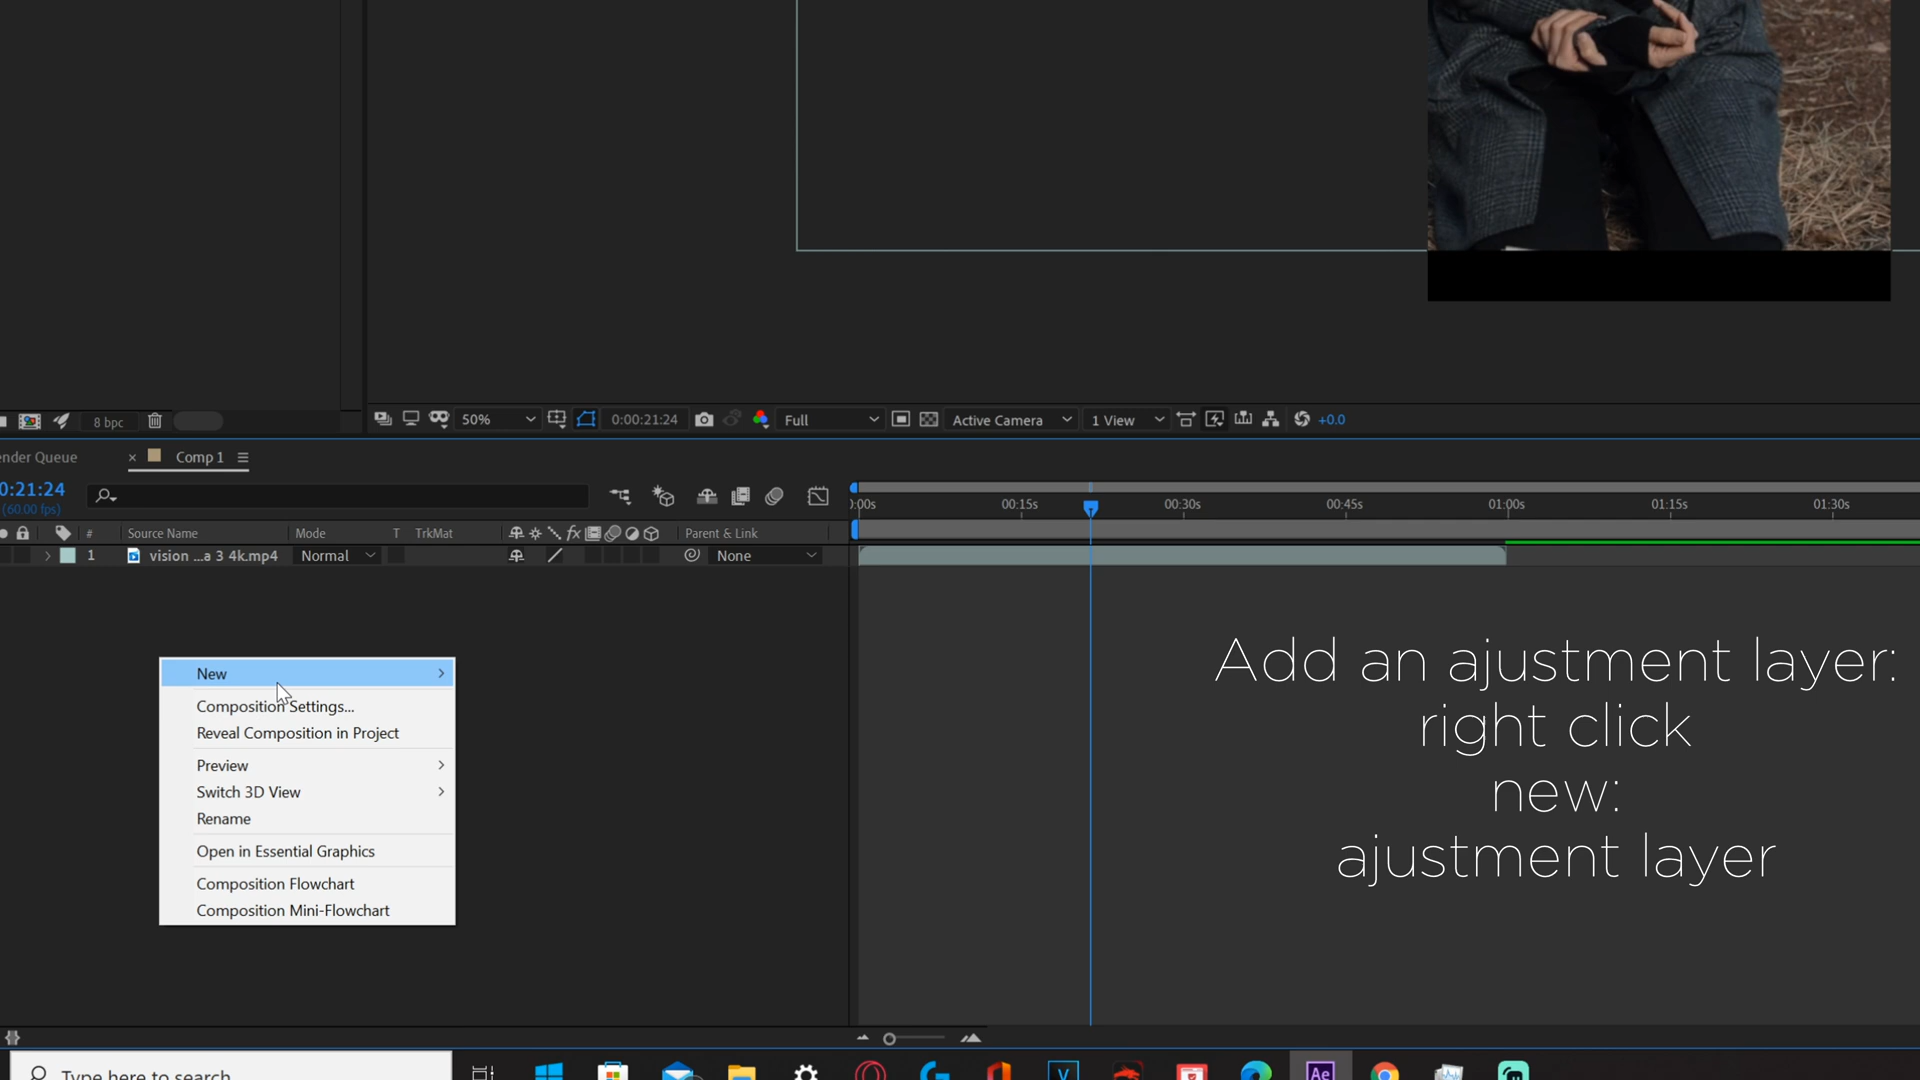 8 bpc
50%
0:00:21:24
Full
Active Camera
1 View
+0.0
ender Queue
× Comp 1
0:21:24
(60.00 fps)
:00s
00:15s
00:30s
00:45s
01:00s
01:15s
01:30s
#
Source Name
Mode
T
TrkMat
fx
Parent & Link
1
vision ...a 3 4k.mp4
Normal
None
New
Composition Settings...
Reveal Composition in Project
Preview
Switch 3D View
Rename
Open in Essential Graphics
Composition Flowchart
Composition Mini-Flowchart
Add an ajustment layer:
right click
new:
ajustment layer
Type here to search
V
Ae